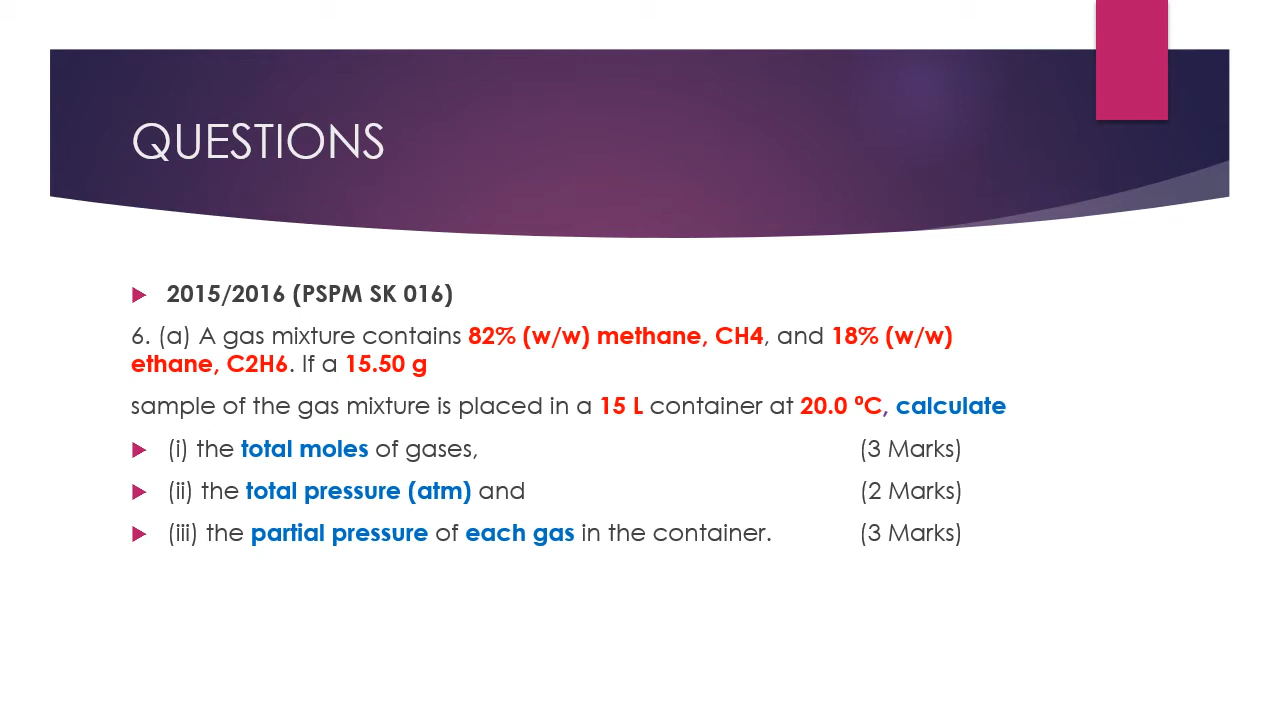 QUESTIONS
2015/2016 (PSPM SK 016)
6. (a) A gas mixture contains 82% (w/w) methane, CH4, and 18% (w/w)
ethane, C2H6. If a 15.50 g
sample of the gas mixture is placed in a 15 L container at 20.0 ºC, calculate
(i) the total moles of gases, (3 Marks)
(ii) the total pressure (atm) and (2 Marks)
(iii) the partial pressure of each gas in the container. (3 Marks)